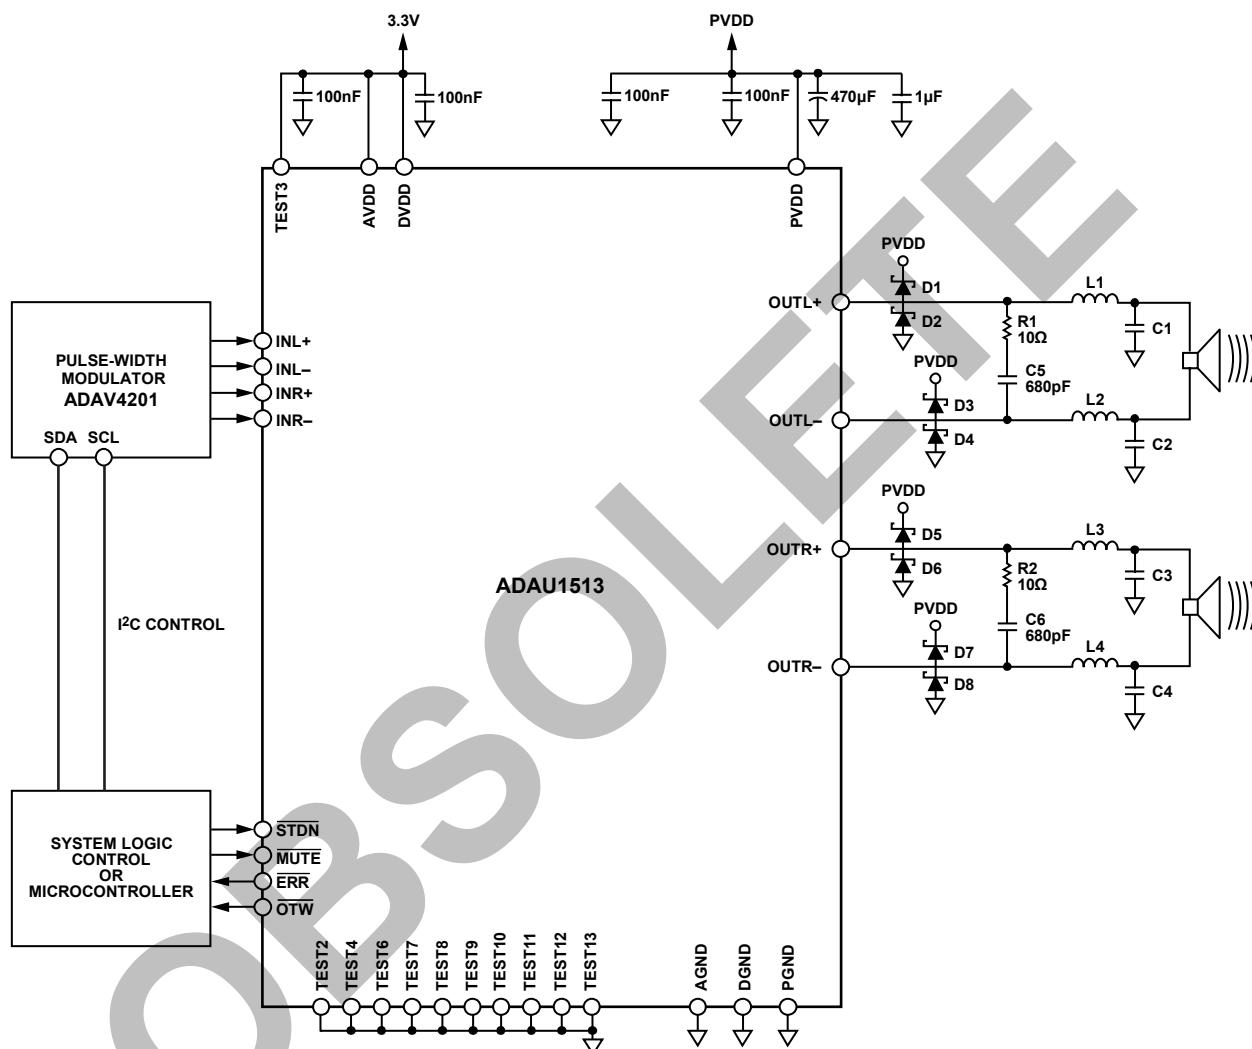 3.3V
PVDD
100nF
100nF
100nF
100nF
470µF
1µF
TEST3
AVDD
DVDD
PVDD
PULSE-WIDTH
MODULATOR
ADAV4201
SDA SCL
INL+
INL–
INR+
INR–
I²C CONTROL
SYSTEM LOGIC
CONTROL
OR
MICROCONTROLLER
STDN
MUTE
ERR
OTW
ADAU1513
OUTL+
OUTL–
OUTR+
OUTR–
PVDD
D1
D2
PVDD
D3
D4
R1
10Ω
C5
680pF
L1
C1
L2
C2
PVDD
D5
D6
PVDD
D7
D8
R2
10Ω
C6
680pF
L3
C3
L4
C4
TEST2
TEST4
TEST6
TEST7
TEST8
TEST9
TEST10
TEST11
TEST12
TEST13
AGND
DGND
PGND
OBSOLETE